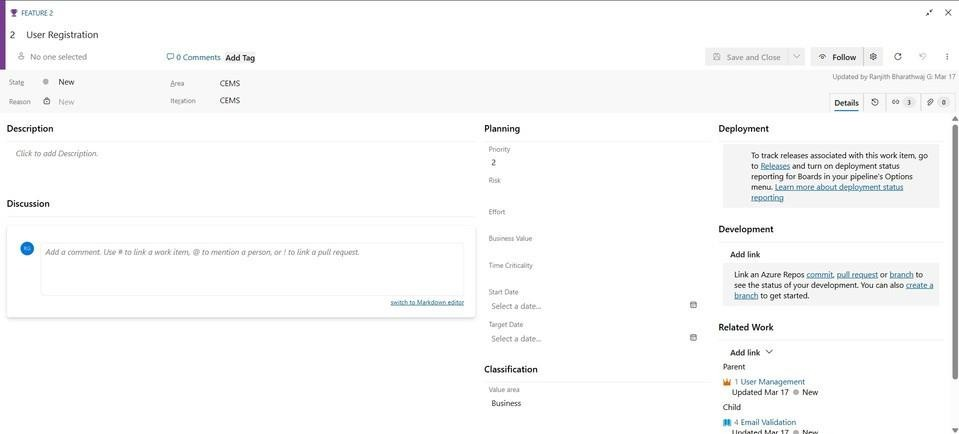 FEATURE 2
2 User Registration
No one selected
0 Comments Add Tag
Save and Close
Follow
State New
Area CEMS
Updated by Ranjith Bharathwaj G: Mar 17
Reason New
Iteration CEMS
Details 3 0
Description
Click to add Description.
Discussion
RG
Add a comment. Use # to link a work item, @ to mention a person, or ! to link a pull request.
switch to Markdown editor
Planning
Priority
2
Risk
Effort
Business Value
Time Criticality
Start Date
Select a date...
Target Date
Select a date...
Classification
Value area
Business
Deployment
To track releases associated with this work item, go
to Releases and turn on deployment status
reporting for Boards in your pipeline's Options
menu. Learn more about deployment status
reporting
Development
Add link
Link an Azure Repos commit, pull request or branch to
see the status of your development. You can also create a
branch to get started.
Related Work
Add link
Parent
1 User Management
Updated Mar 17 New
Child
4 Email Validation
Updated Mar 17 New